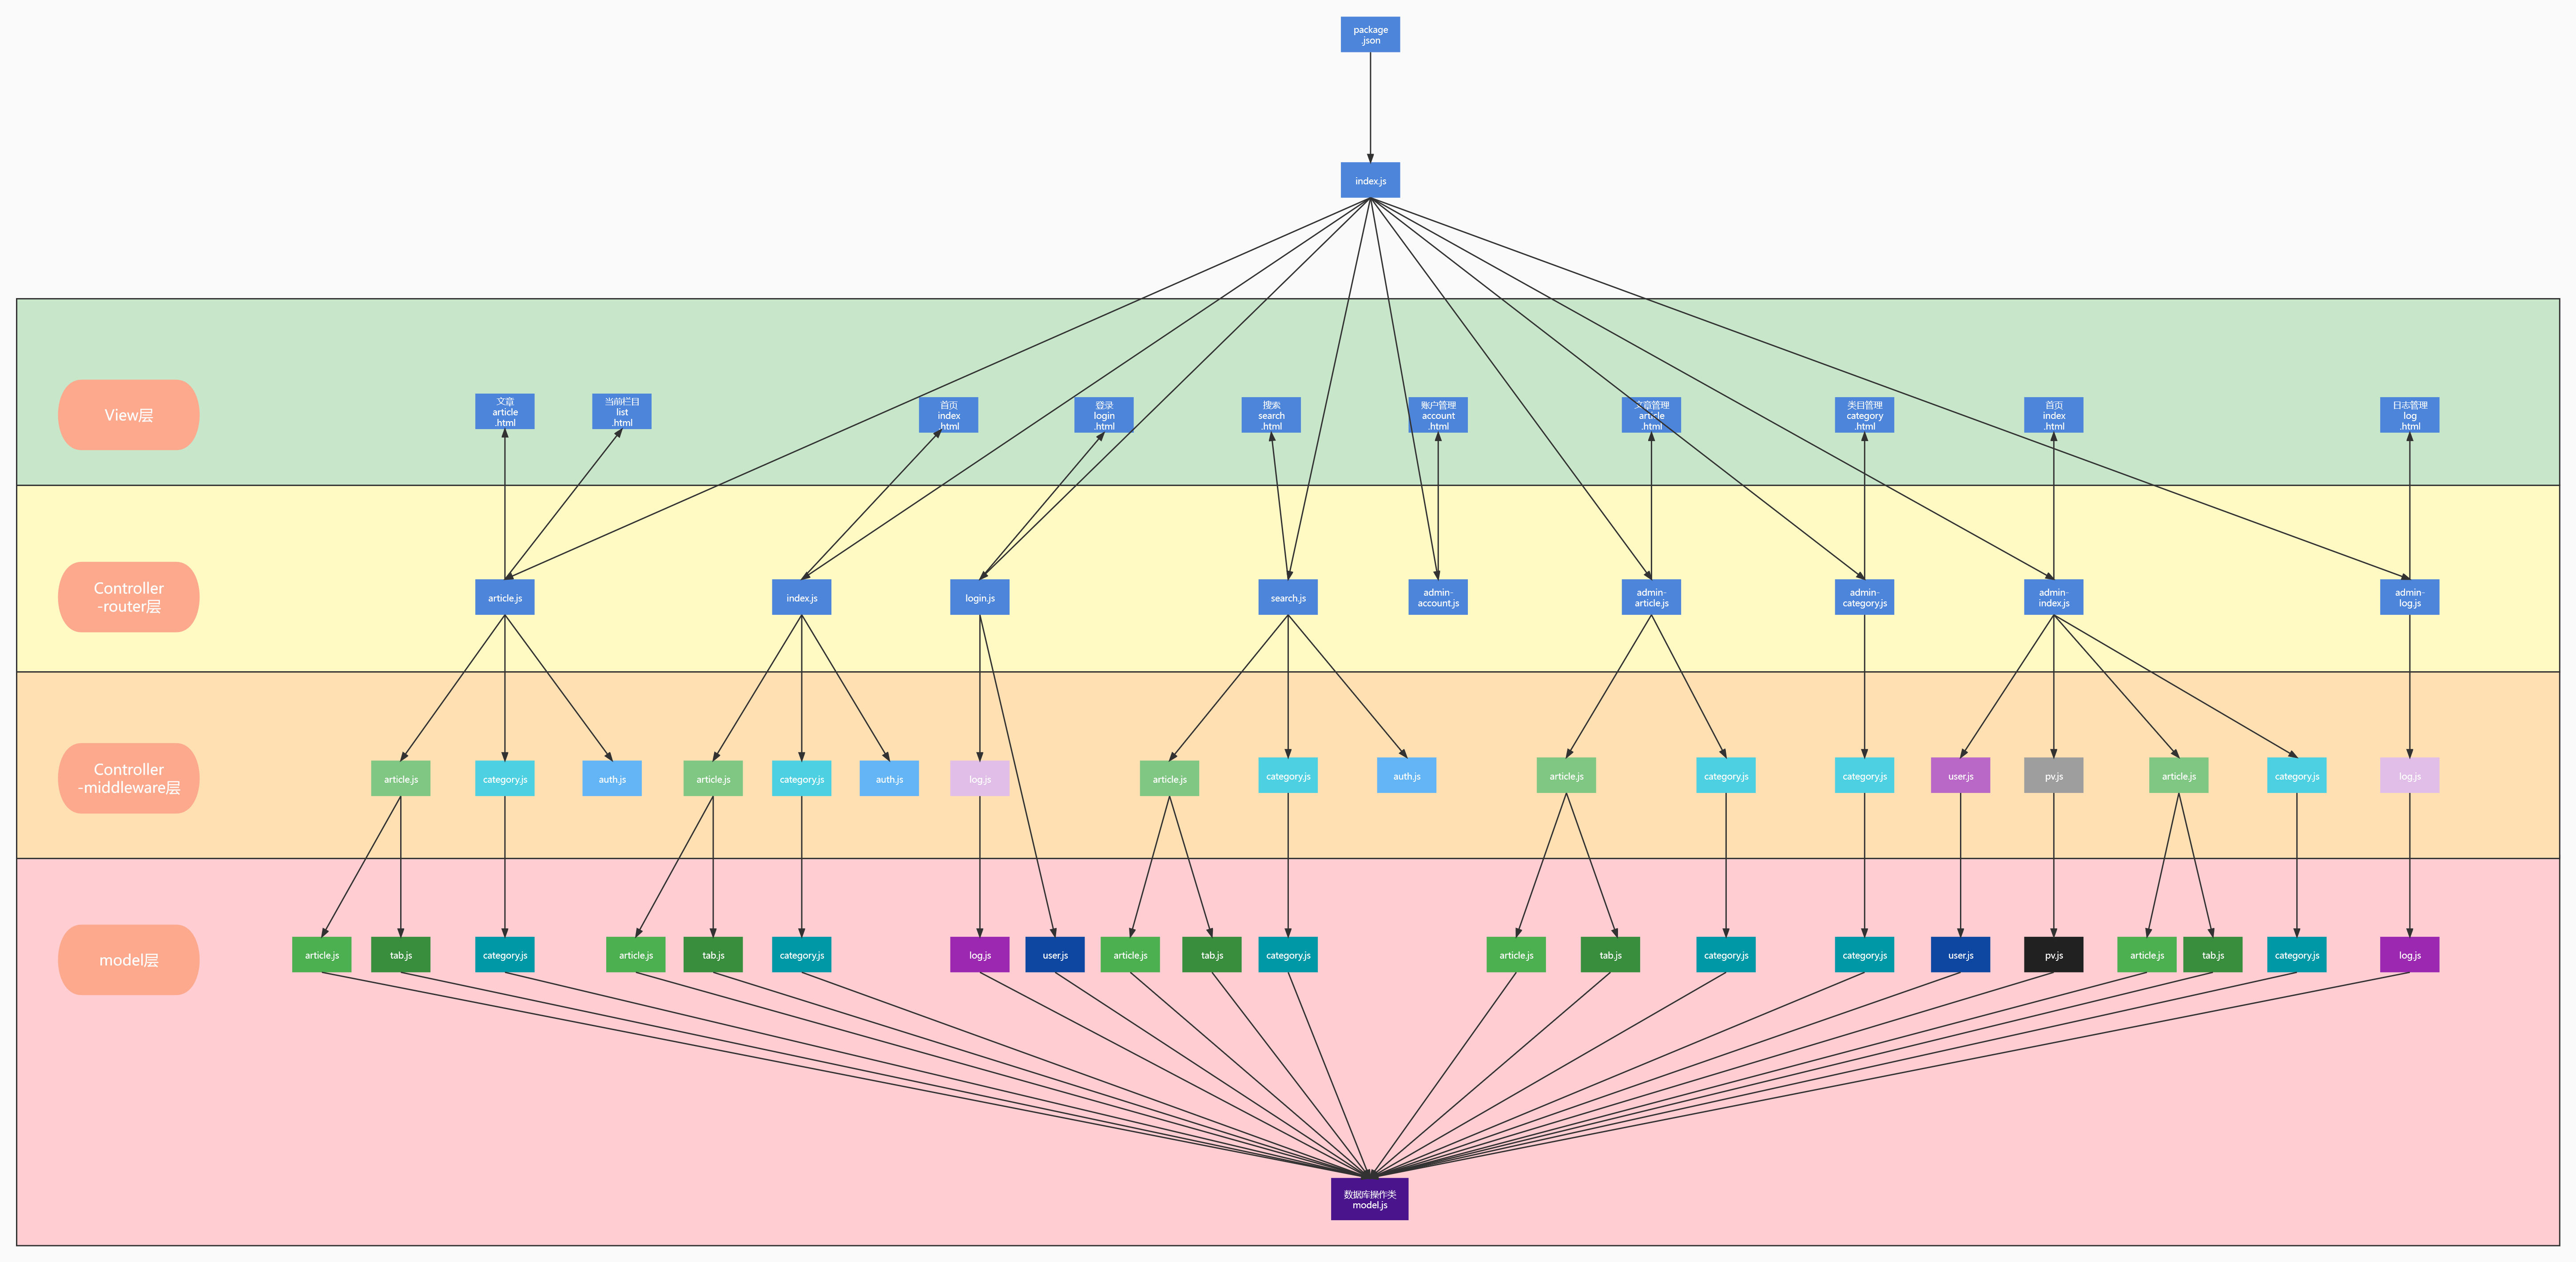 package
.json
index.js
View层
文章
article
.html
当前栏目
list
.html
首页
index
.html
登录
login
.html
搜索
search
.html
账户管理
account
.html
文章管理
article
.html
类目管理
category
.html
首页
index
.html
日志管理
log
.html
Controller
-router层
article.js
index.js
login.js
search.js
admin-
account.js
admin-
article.js
admin-
category.js
admin-
index.js
admin-
log.js
Controller
-middleware层
article.js
category.js
auth.js
article.js
category.js
auth.js
log.js
article.js
category.js
auth.js
article.js
category.js
category.js
user.js
pv.js
article.js
category.js
log.js
model层
article.js
tab.js
category.js
article.js
tab.js
category.js
log.js
user.js
article.js
tab.js
category.js
article.js
tab.js
category.js
category.js
user.js
pv.js
article.js
tab.js
category.js
log.js
数据库操作类
model.js